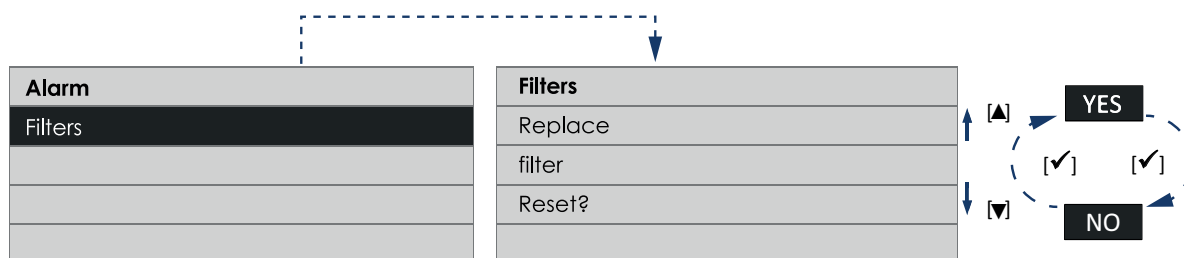 Alarm
Filters
Filters
Replace
filter
Reset?
[▲]
[▼]
YES
[✓] [✓]
NO